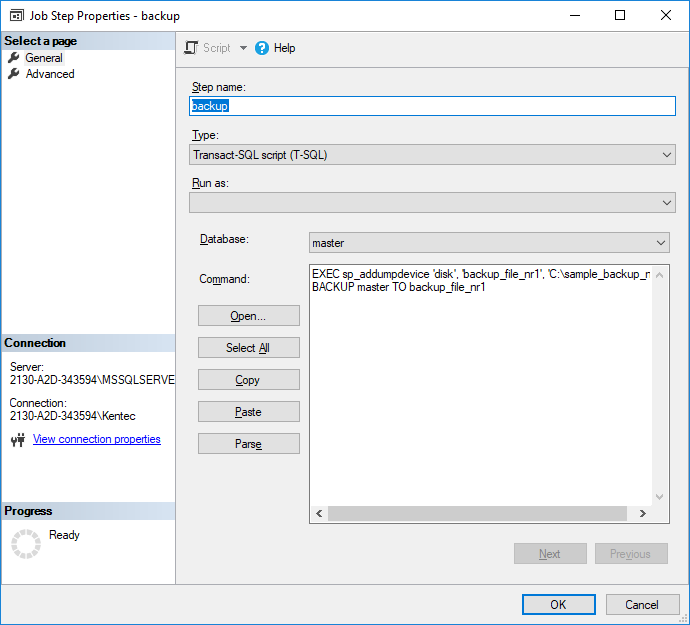 Job Step Properties - backup
Select a page
General
Advanced
Script
Help
Step name:
backup
Type:
Transact-SQL script (T-SQL)
Run as:
Database:
master
Command:
EXEC sp_addumpdevice 'disk', 'backup_file_nr1', 'C:\sample_backup_n
BACKUP master TO backup_file_nr1
Open...
Select All
Copy
Paste
Parse
Connection
Server:
2130-A2D-343594\MSSQLSERVE
Connection:
2130-A2D-343594\Kentec
View connection properties
Progress
Ready
Next
Previous
OK
Cancel